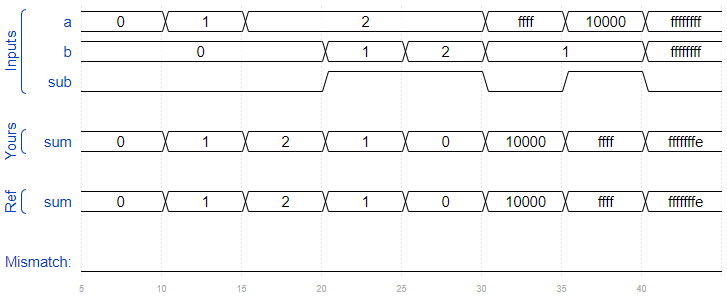 Inputs
a 0 1 2 ffff 10000 ffffffff
b 0 1 2 1 ffffffff
sub
Yours
sum 0 1 2 1 0 10000 ffff fffffffe
Ref
sum 0 1 2 1 0 10000 ffff fffffffe
Mismatch:
5 10 15 20 25 30 35 40